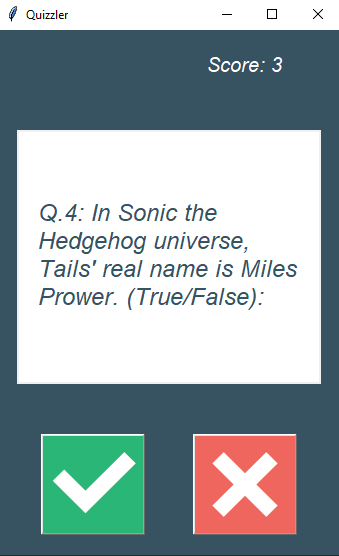 Quizzler
Score: 3
Q.4: In Sonic the
Hedgehog universe,
Tails' real name is Miles
Prower. (True/False):